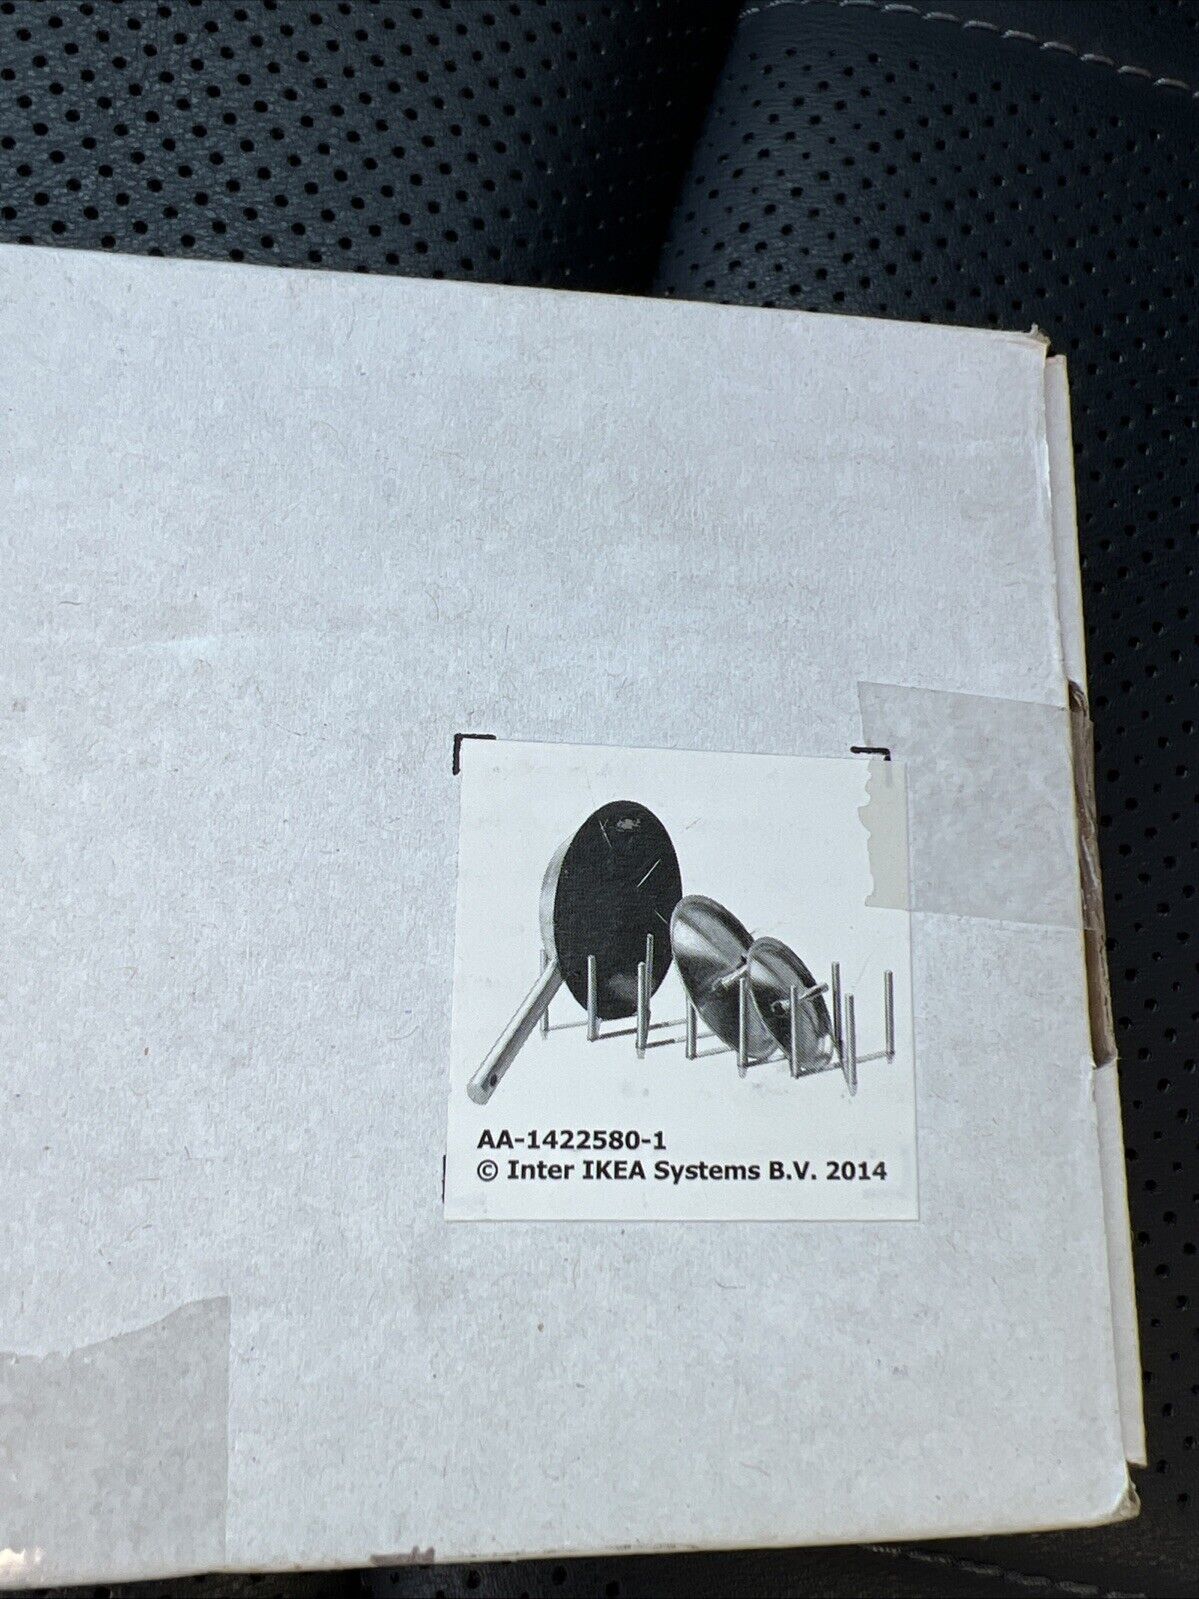 AA-1422580-1
© Inter IKEA Systems B.V. 2014